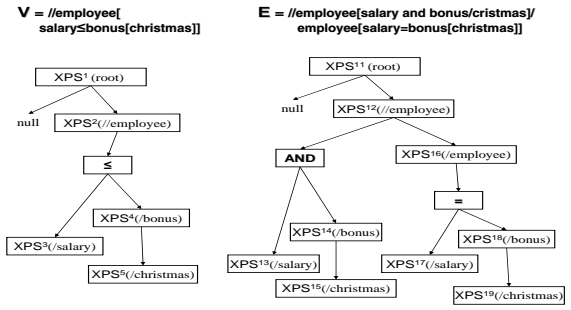 V = //employee[
salary≤bonus[christmas]]
XPS1 (root)
null
XPS2(//employee)
≤
XPS4(/bonus)
XPS3(/salary)
XPS5(/christmas)
E = //employee[salary and bonus/cristmas]/
employee[salary=bonus[christmas]]
XPS11 (root)
null
XPS12(//employee)
AND
XPS16(/employee)
=
XPS14(/bonus)
XPS18(/bonus)
XPS13(/salary)
XPS17(/salary)
XPS15(/christmas)
XPS19(/christmas)